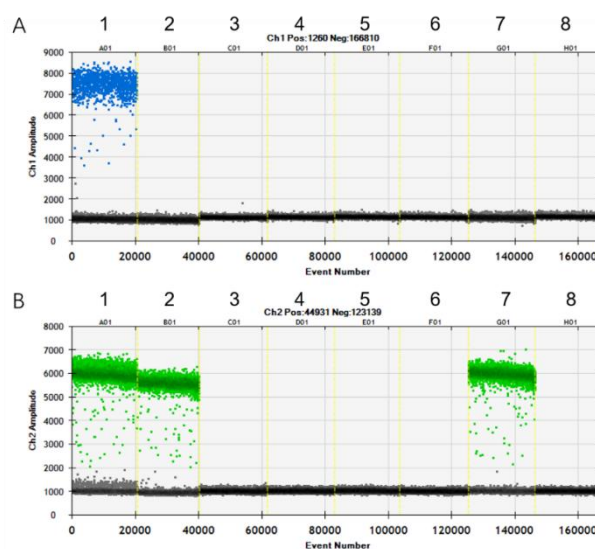 A
1 2 3 4 5 6 7 8
Ch1 Pos:1260 Neg:166810
A01 B01 C01 D01 E01 F01 G01 H01
9000
8000
7000
6000
5000
4000
3000
2000
1000
0
Ch1 Amplitude
0 20000 40000 60000 80000 100000 120000 140000 160000
Event Number
B
1 2 3 4 5 6 7 8
Ch2 Pos:44931 Neg:123139
A01 B01 C01 D01 E01 F01 G01 H01
8000
7000
6000
5000
4000
3000
2000
1000
0
Ch2 Amplitude
0 20000 40000 60000 80000 100000 120000 140000 160000
Event Number